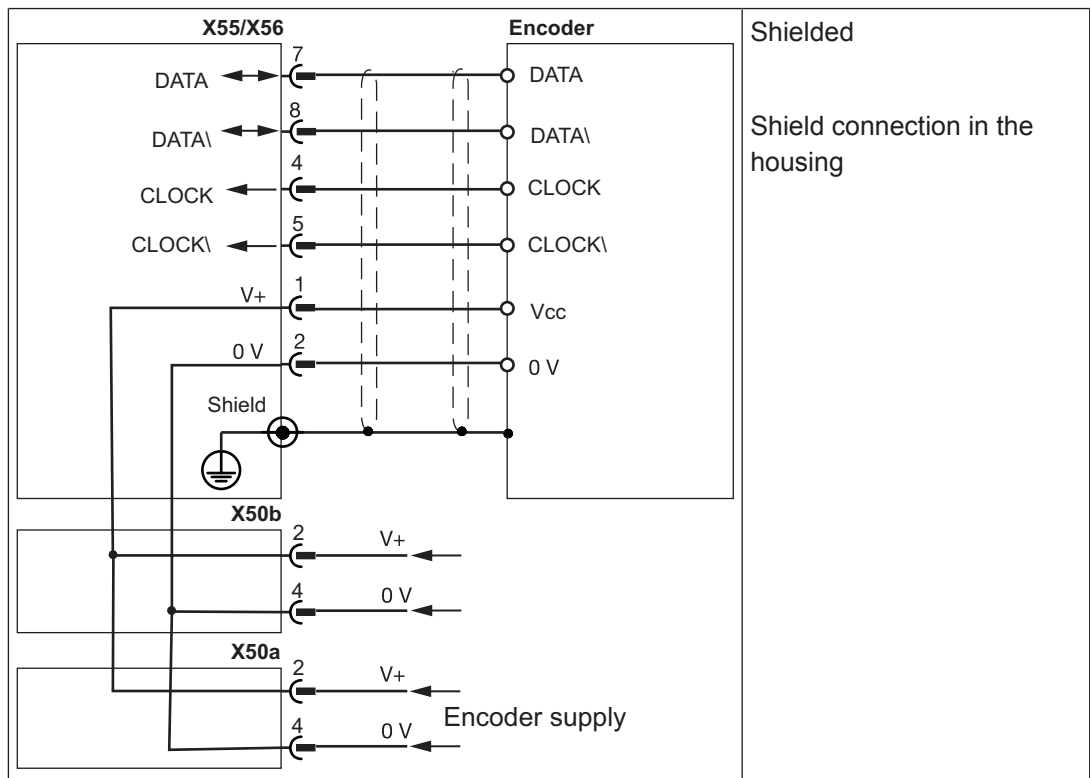 X55/X56 Encoder
7
DATA DATA
8
DATA\ DATA\
4
CLOCK CLOCK
5
CLOCK\ CLOCK\
1
V+ Vcc
2
0 V 0 V
Shield
X50b
2
V+
4
0 V
X50a
2
V+
4
0 V
Encoder supply
Shielded
Shield connection in the
housing